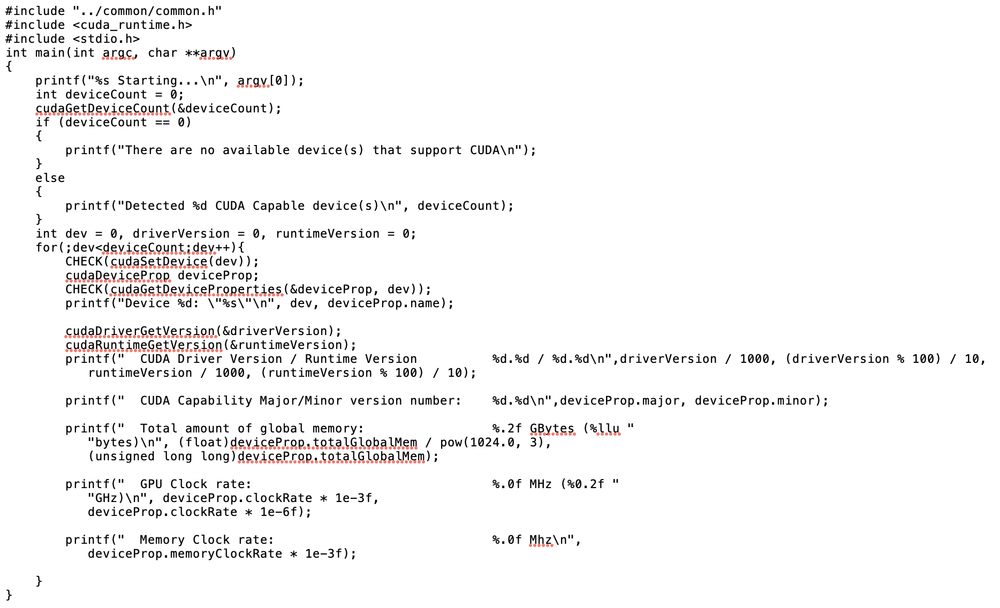 #include "../common/common.h"
#include <cuda_runtime.h>
#include <stdio.h>
int main(int argc, char **argv)
{
    printf("%s Starting...\n", argv[0]);
    int deviceCount = 0;
    cudaGetDeviceCount(&deviceCount);
    if (deviceCount == 0)
    {
        printf("There are no available device(s) that support CUDA\n");
    }
    else
    {
        printf("Detected %d CUDA Capable device(s)\n", deviceCount);
    }
    int dev = 0, driverVersion = 0, runtimeVersion = 0;
    for(;dev<deviceCount;dev++){
        CHECK(cudaSetDevice(dev));
        cudaDeviceProp deviceProp;
        CHECK(cudaGetDeviceProperties(&deviceProp, dev));
        printf("Device %d: \"%s\"\n", dev, deviceProp.name);

        cudaDriverGetVersion(&driverVersion);
        cudaRuntimeGetVersion(&runtimeVersion);
        printf("  CUDA Driver Version / Runtime Version          %d.%d / %d.%d\n",driverVersion / 1000, (driverVersion % 100) / 10,
           runtimeVersion / 1000, (runtimeVersion % 100) / 10);

        printf("  CUDA Capability Major/Minor version number:    %d.%d\n",deviceProp.major, deviceProp.minor);

        printf("  Total amount of global memory:                 %.2f GBytes (%llu "
           "bytes)\n", (float)deviceProp.totalGlobalMem / pow(1024.0, 3),
           (unsigned long long)deviceProp.totalGlobalMem);

        printf("  GPU Clock rate:                                %.0f MHz (%0.2f "
           "GHz)\n", deviceProp.clockRate * 1e-3f,
           deviceProp.clockRate * 1e-6f);

        printf("  Memory Clock rate:                             %.0f Mhz\n",
           deviceProp.memoryClockRate * 1e-3f);

    }
}